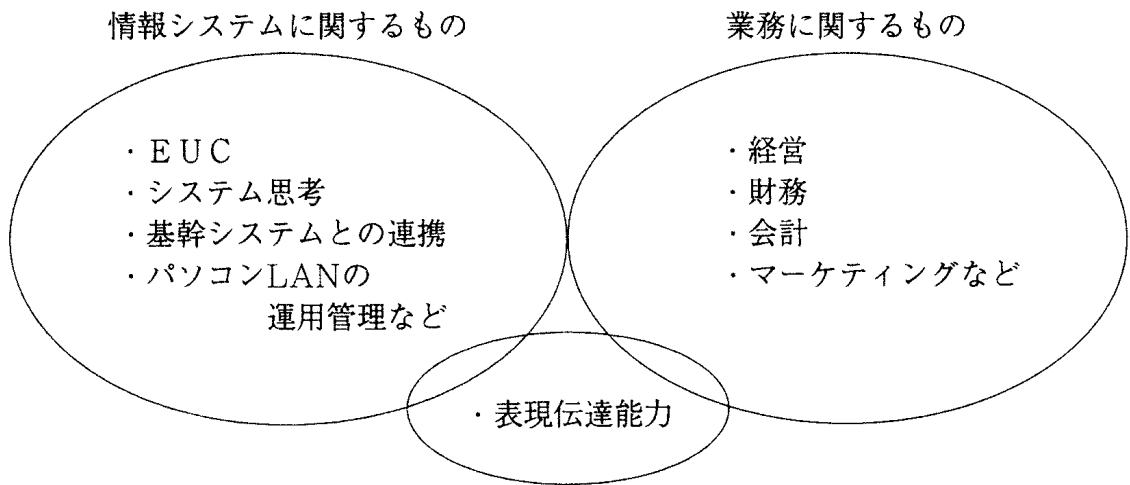 情報システムに関するもの
・EUC
・システム思考
・基幹システムとの連携
・パソコンLANの
運用管理など
業務に関するもの
・経営
・財務
・会計
・マーケティングなど
・表現伝達能力